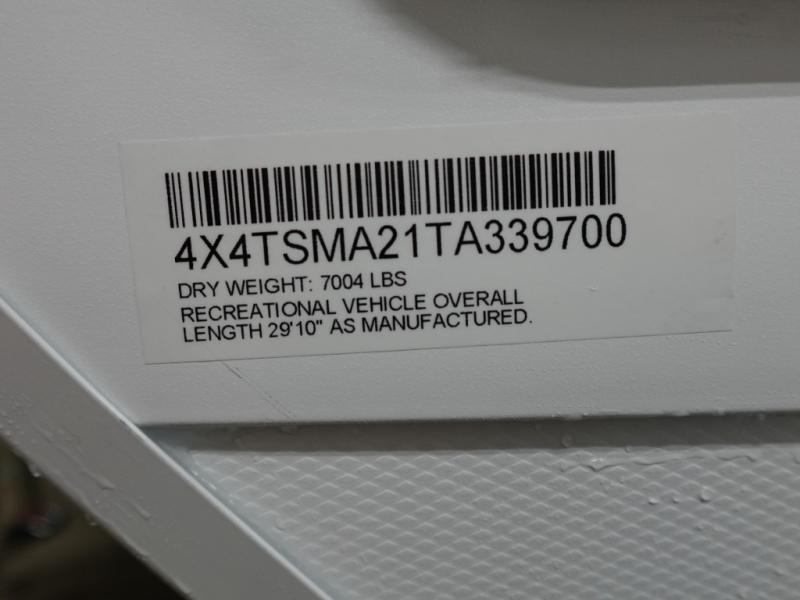 4X4TSMA21TA339700
DRY WEIGHT: 7004 LBS
RECREATIONAL VEHICLE OVERALL
LENGTH 29'10" AS MANUFACTURED.